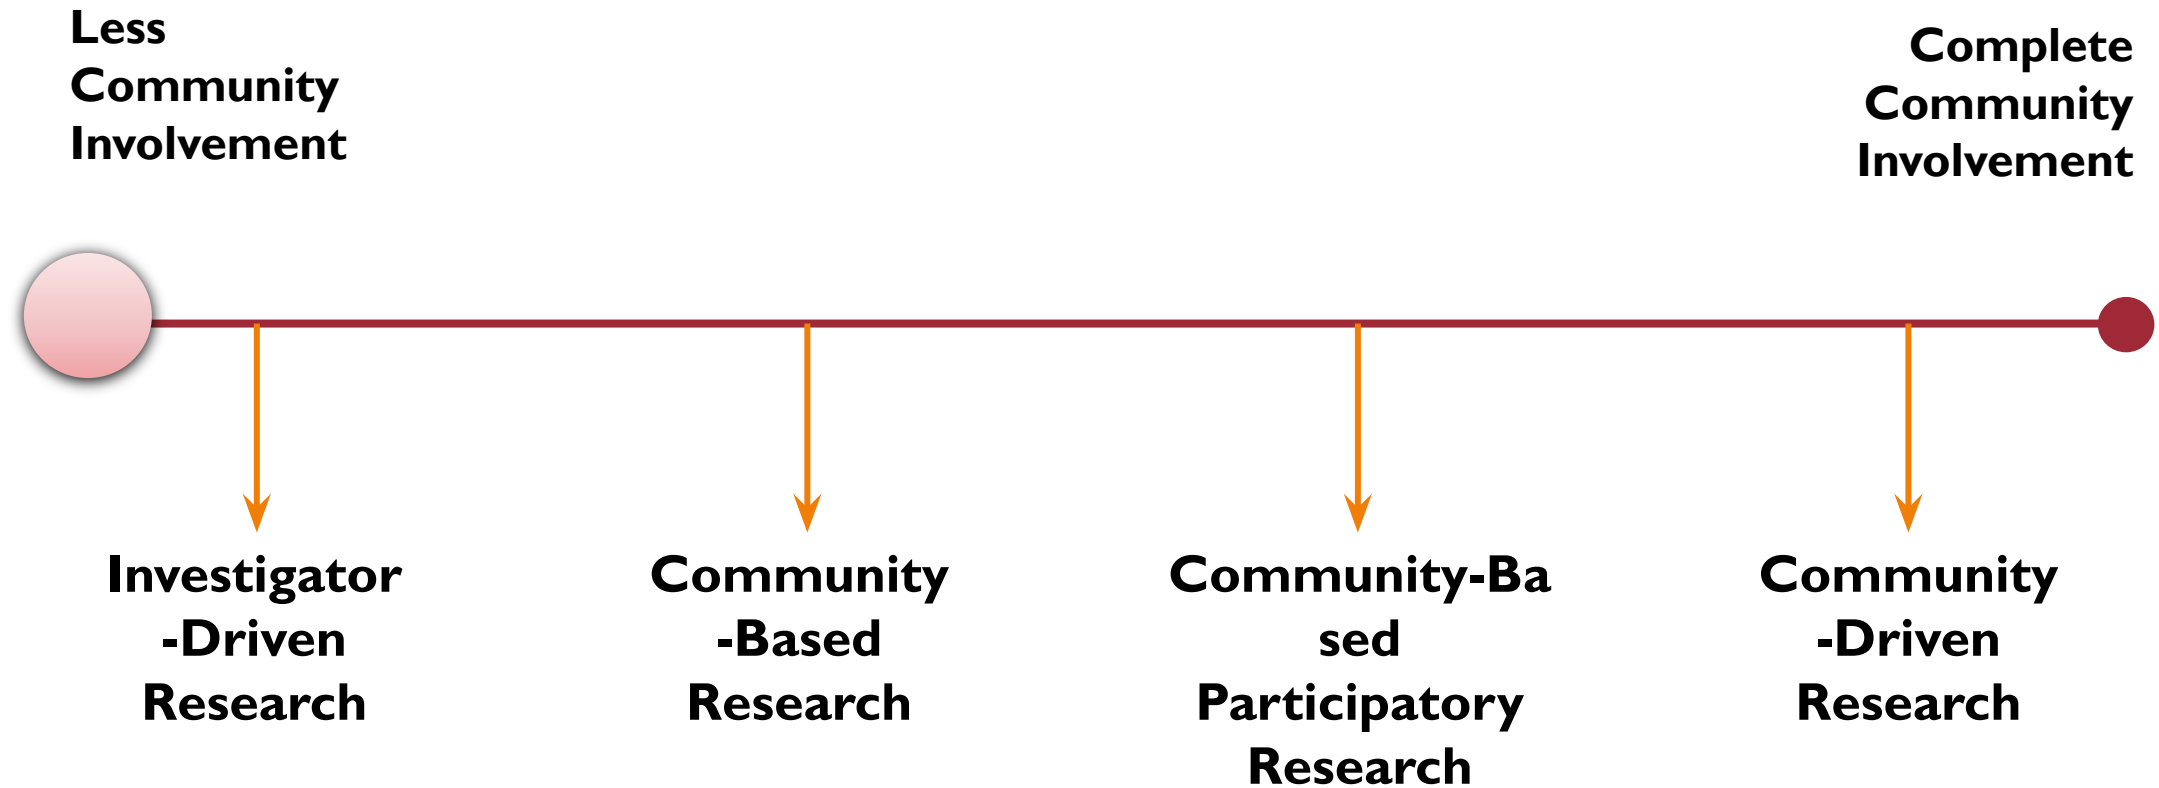 Less
Community
Involvement
Complete
Community
Involvement
Investigator
-Driven
Research
Community
-Based
Research
Community-Ba
sed
Participatory
Research
Community
-Driven
Research